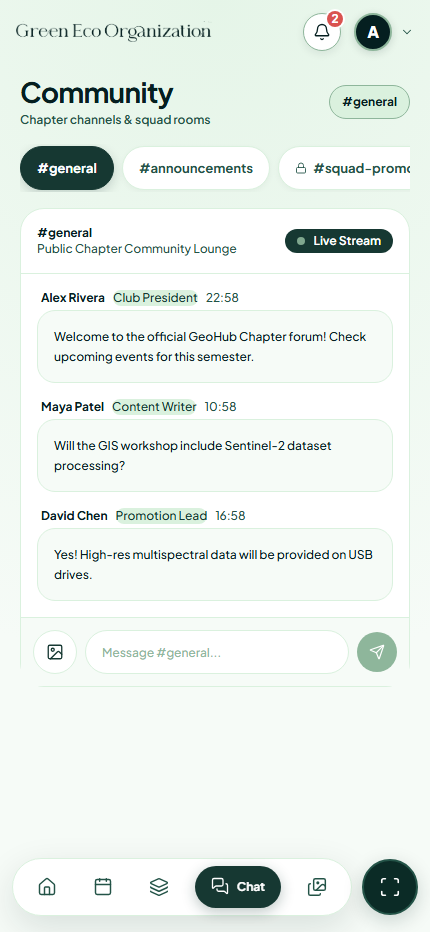 Green Eco Organization
2
A
Community
Chapter channels & squad rooms
#general
#general
#announcements
#squad-promo
#general
Public Chapter Community Lounge
Live Stream
Alex Rivera Club President 22:58
Welcome to the official GeoHub Chapter forum! Check
upcoming events for this semester.
Maya Patel Content Writer 10:58
Will the GIS workshop include Sentinel-2 dataset
processing?
David Chen Promotion Lead 16:58
Yes! High-res multispectral data will be provided on USB
drives.
Message #general...
Chat